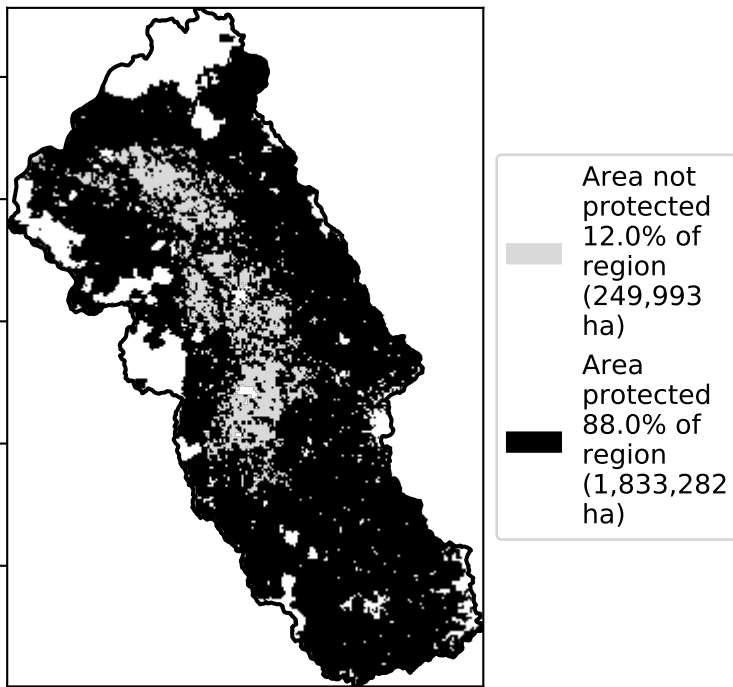 Area not
protected
12.0% of
region
(249,993
ha)
Area
protected
88.0% of
region
(1,833,282
ha)